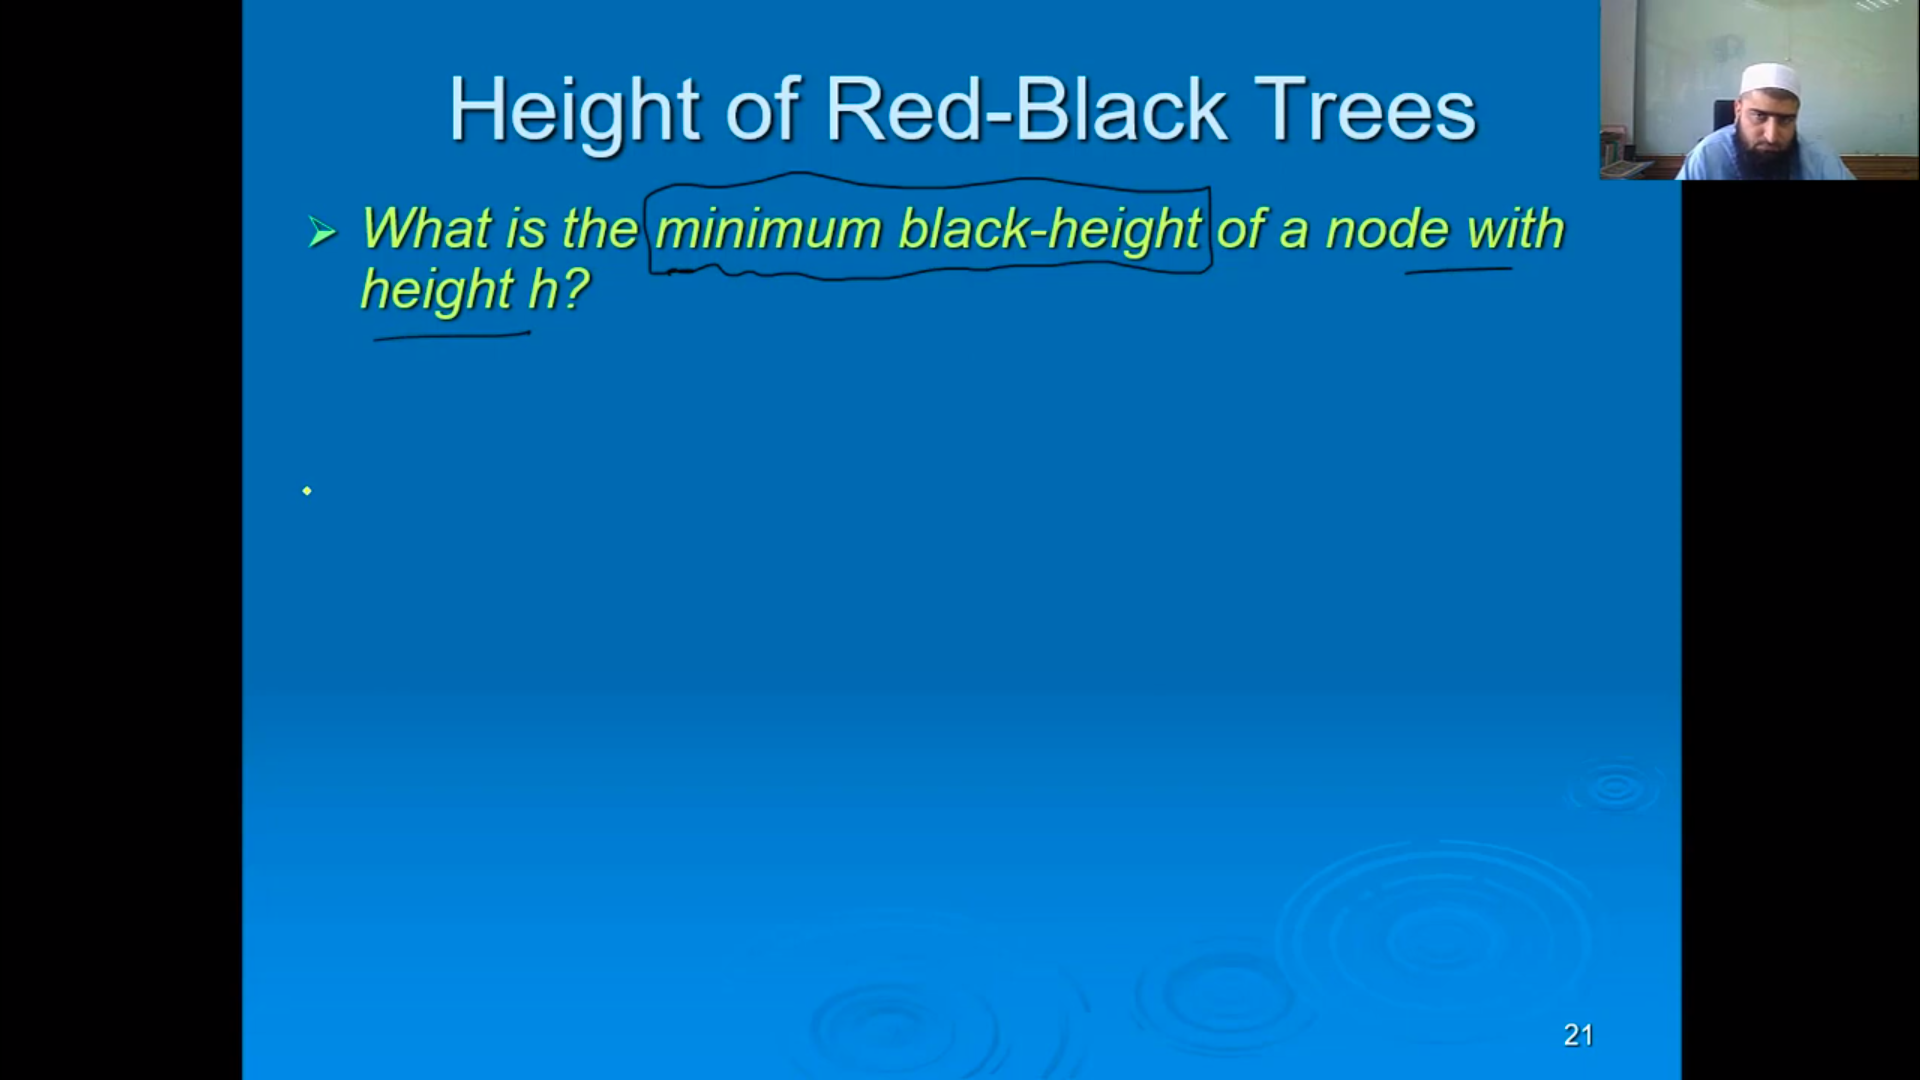 Height of Red-Black Trees
What is the minimum black-height of a node with
height h?
21